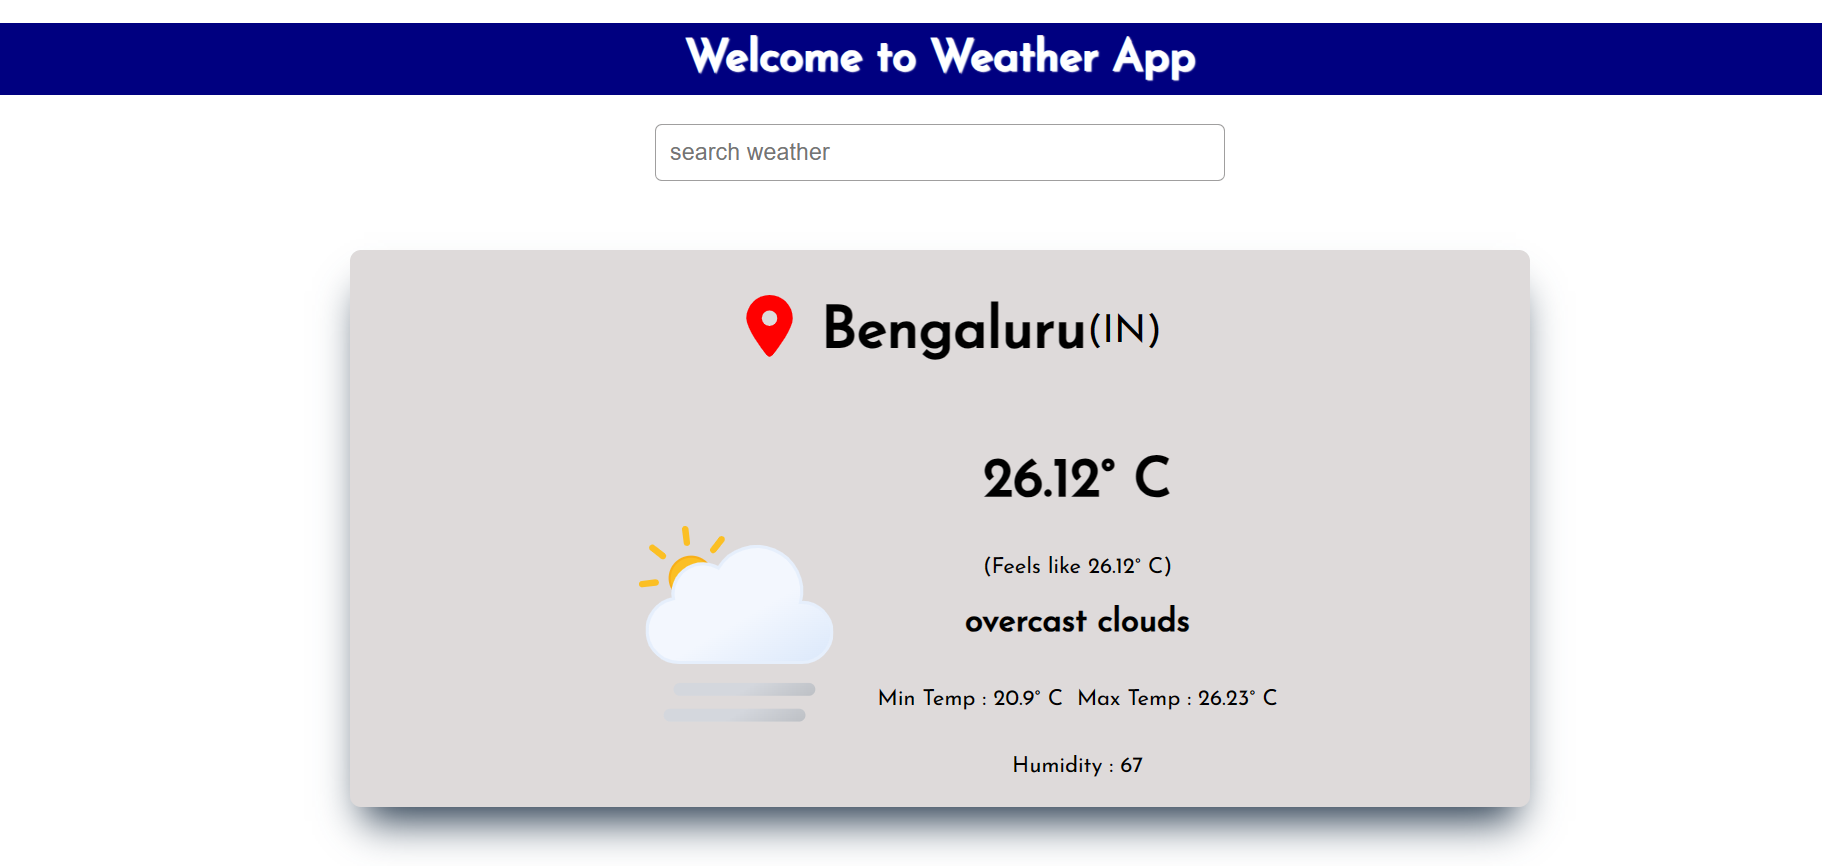 Welcome to Weather App
search weather
Bengaluru(IN)
26.12° C
(Feels like 26.12° C)
overcast clouds
Min Temp : 20.9° C Max Temp : 26.23° C
Humidity : 67